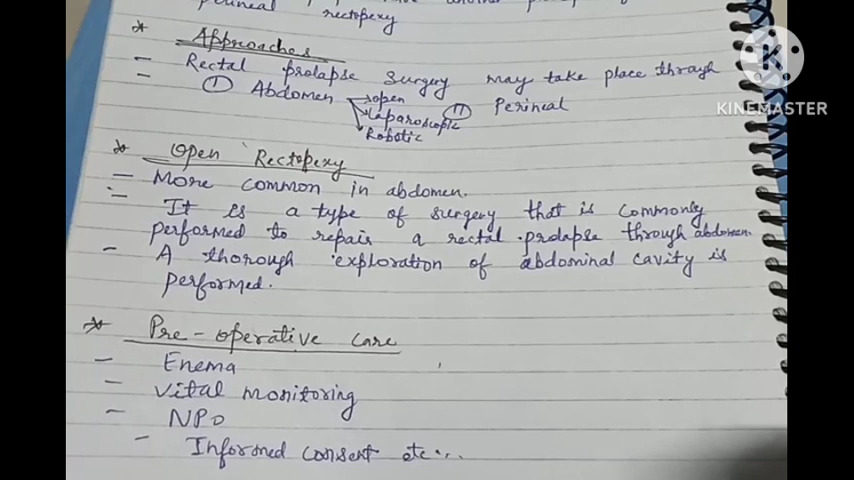 perineal rectopexy
* Approaches
- Rectal prolapse surgery may take place through
- I Abdomen → open II Perineal
→ Laparoscopic
→ Robotic
* Open Rectopexy
- More common in abdomen.
- It is a type of surgery that is commonly
performed to repair a rectal prolapse through abdomen.
- A thorough exploration of abdominal cavity is
performed.
* Pre-operative care
- Enema
- Vital monitoring
- NPO
- Informed consent etc...
KINEMASTER